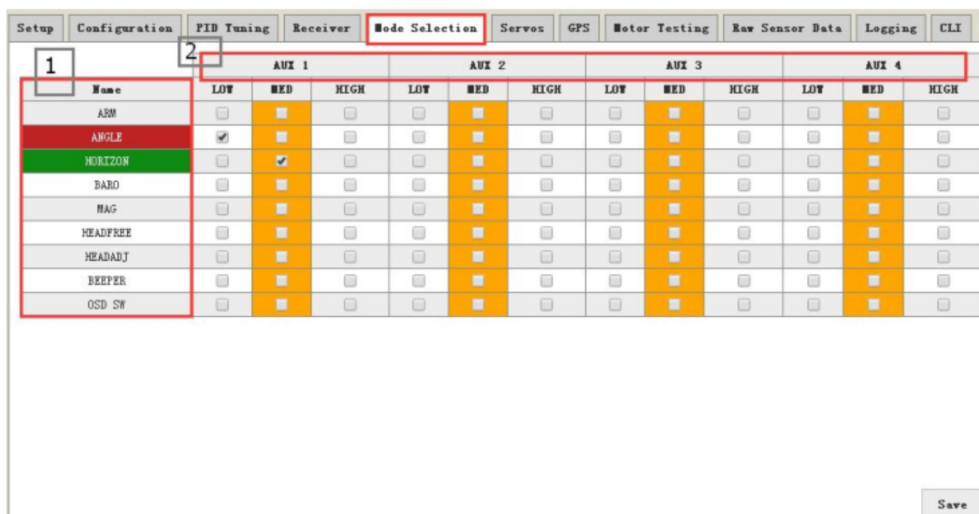 Setup Configuration PID Tuning Receiver Mode Selection Servos GPS Motor Testing Raw Sensor Data Logging CLI
1 2 AUX 1 AUX 2 AUX 3 AUX 4
Name LOW MED HIGH LOW MED HIGH LOW MED HIGH LOW MED HIGH
ARM
ANGLE
HORIZON
BARO
MAG
HEADFREE
HEADADJ
BEEPER
OSD SW
Save